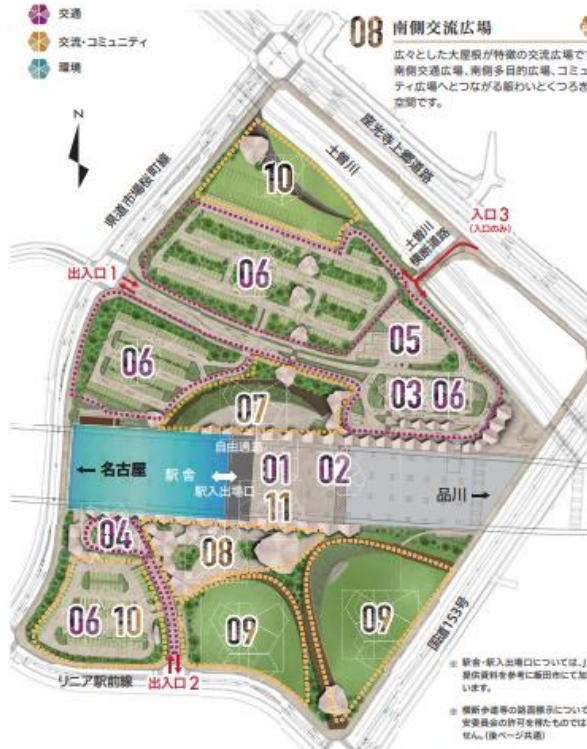 交通
交流・コミュニティ
環境
08 南側交流広場
広々とした大屋根が特徴の交流広場で
南側交通広場、南側多目的広場、コミュ
ティ広場へとつながる賑わいとくつろぎ
空間です。
N
県道市場桜町線
座光寺上郷道路
土曽川
土曽川
横断道路
入口3
(入口のみ)
10
出入口1
06
05
06
03 06
07
自由通路
名古屋
駅舎
01
02
駅入出場口
11
品川
04
08
06 10
09
09
国道153号
リニア駅前線
出入口2
※ 駅舎・駅入出場口については、J
提供資料を参考に飯田市にて加
います。
※ 横断歩道等の路面標示について
安委員会の許可を得たものでは
せん。(後ページ共通)